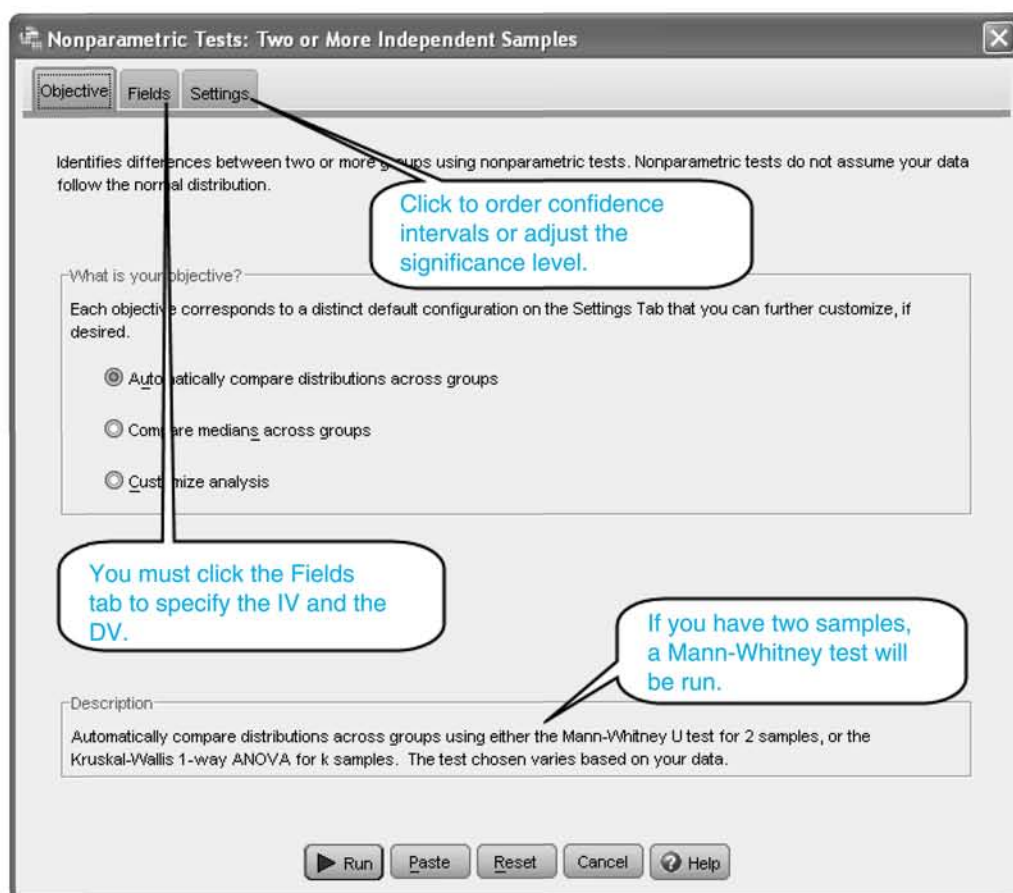 Nonparametric Tests: Two or More Independent Samples
Objective Fields Settings
Identifies differences between two or more groups using nonparametric tests. Nonparametric tests do not assume your data
follow the normal distribution.
Click to order confidence
intervals or adjust the
significance level.
What is your objective?
Each objective corresponds to a distinct default configuration on the Settings Tab that you can further customize, if
desired.
Automatically compare distributions across groups
Compare medians across groups
Customize analysis
You must click the Fields
tab to specify the IV and the
DV.
If you have two samples,
a Mann-Whitney test will
be run.
Description
Automatically compare distributions across groups using either the Mann-Whitney U test for 2 samples, or the
Kruskal-Wallis 1-way ANOVA for k samples. The test chosen varies based on your data.
Run Paste Reset Cancel Help